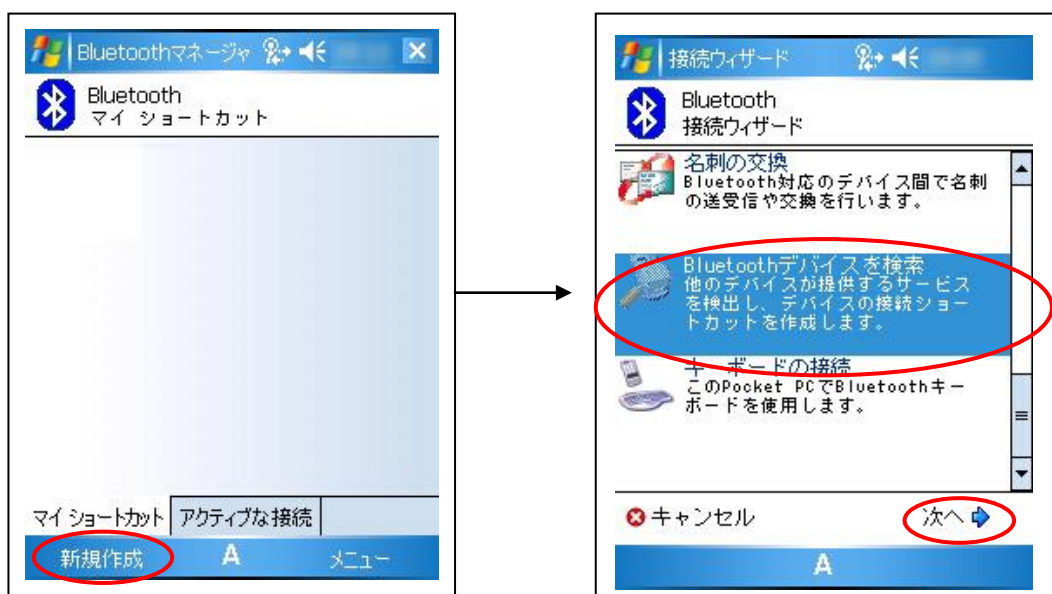 Bluetoothマネージャ
Bluetooth
マイ ショートカット
マイ ショートカット
アクティブな接続
新規作成
A
メニュー
接続ウィザード
Bluetooth
接続ウィザード
名刺の交換
Bluetooth対応のデバイス間で名刺
の送受信や交換を行います。
Bluetoothデバイスを検索
他のデバイスが提供するサービス
を検出し、デバイスの接続ショー
トカットを作成します。
キーボードの接続
このPocket PCでBluetoothキー
ボードを使用します。
キャンセル
次へ
A